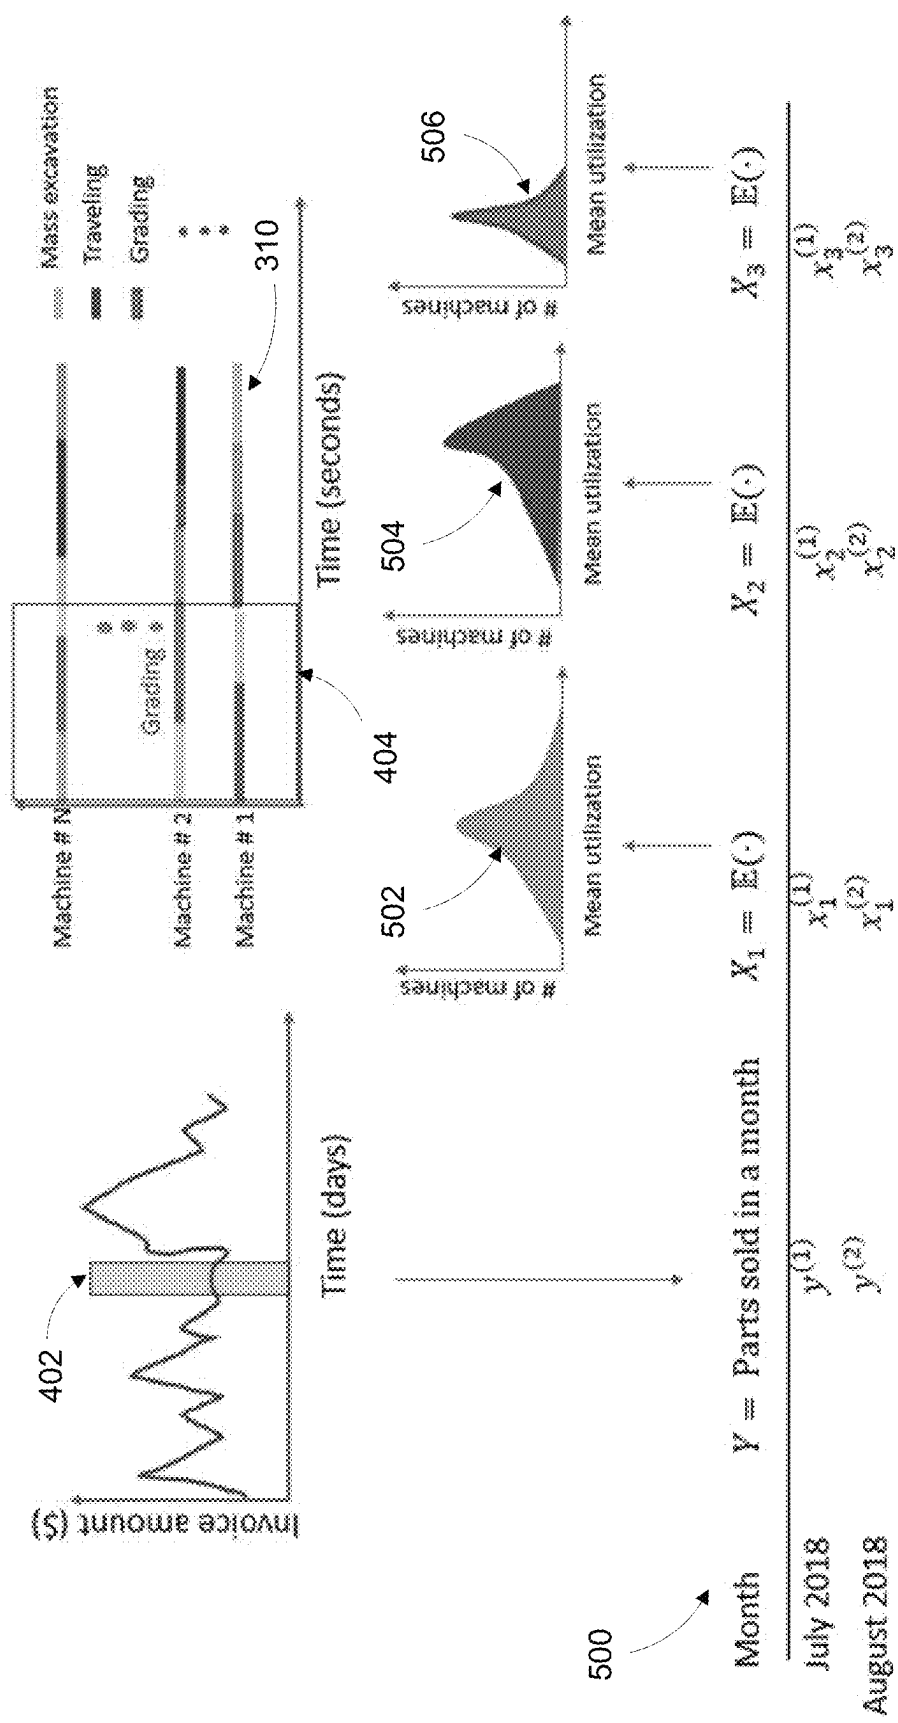 402
Invoice amount ($)
Time (days)
Machine # N
Machine # 2
Machine # 1
Grading
404
Time (seconds)
310
Mass excavation
Traveling
Grading
502
# of machines
Mean utilization
504
# of machines
Mean utilization
506
# of machines
Mean utilization
500
Month Y = Parts sold in a month X₁ = E(·) X₂ = E(·) X₃ = E(·)
July 2018 y⁽¹⁾ x₁⁽¹⁾ x₂⁽¹⁾ x₃⁽¹⁾
August 2018 y⁽²⁾ x₁⁽²⁾ x₂⁽²⁾ x₃⁽²⁾